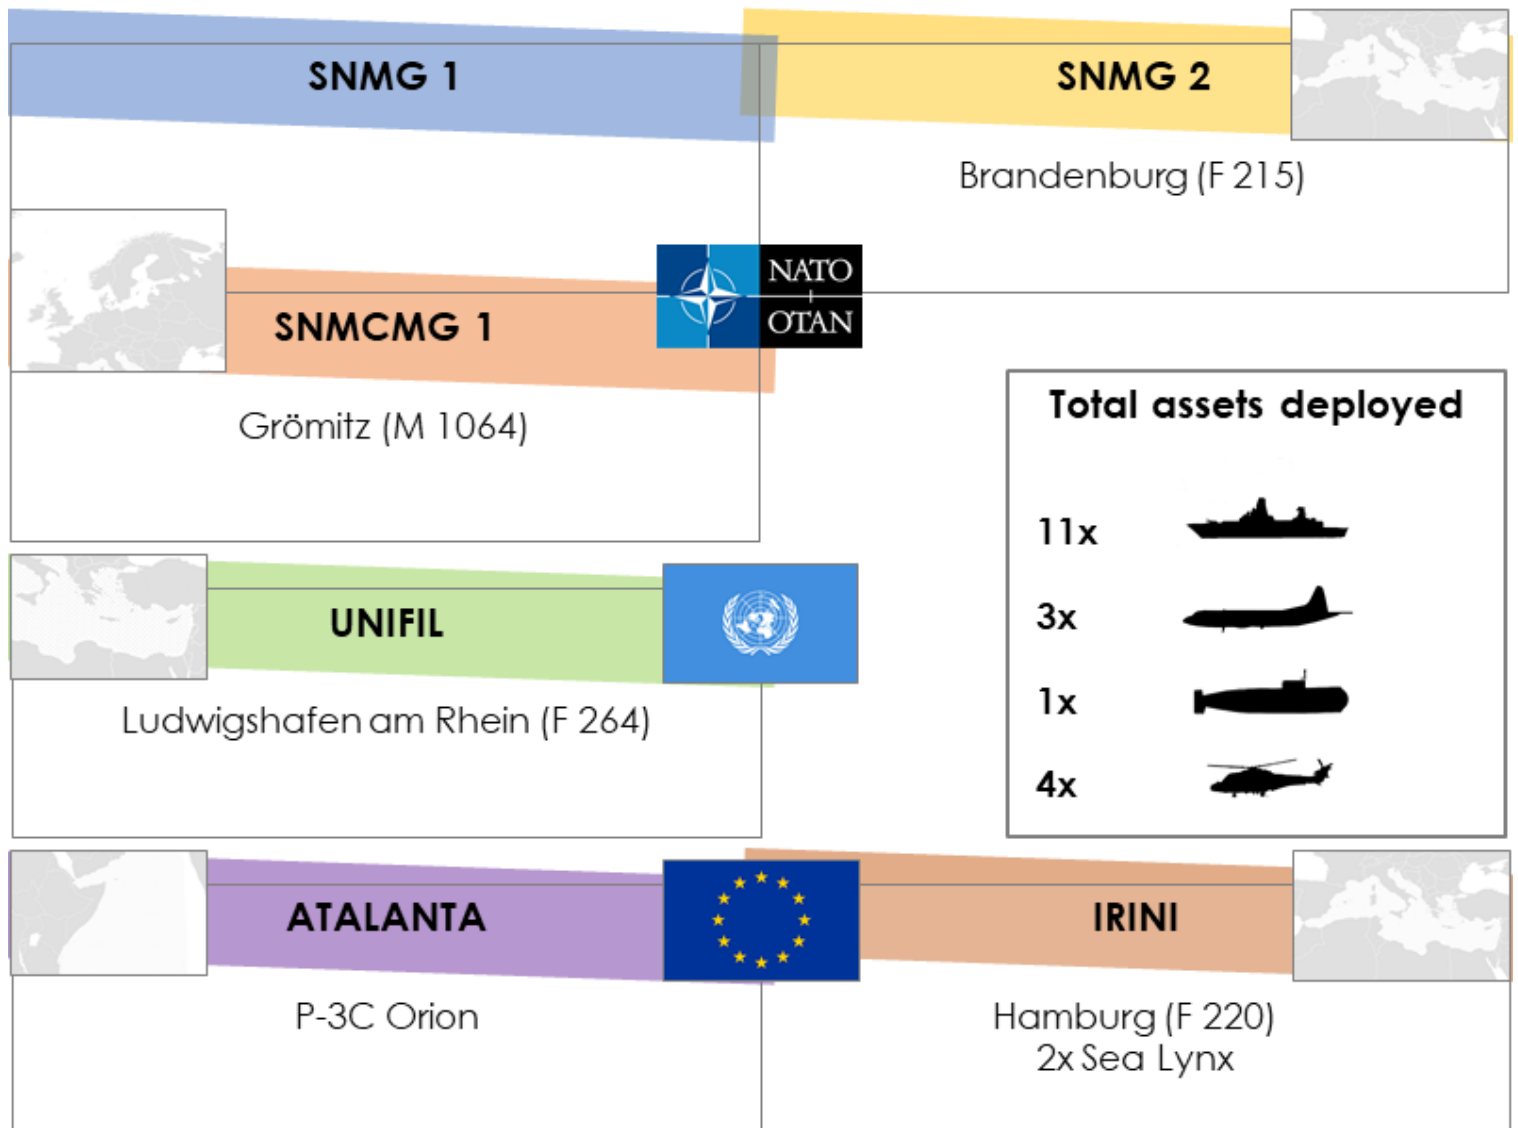 SNMG 1
SNMG 2
Brandenburg (F 215)
NATO
OTAN
SNMCMG 1
Grömitz (M 1064)
Total assets deployed
11x
3x
1x
4x
UNIFIL
Ludwigshafen am Rhein (F 264)
ATALANTA
P-3C Orion
IRINI
Hamburg (F 220)
2x Sea Lynx